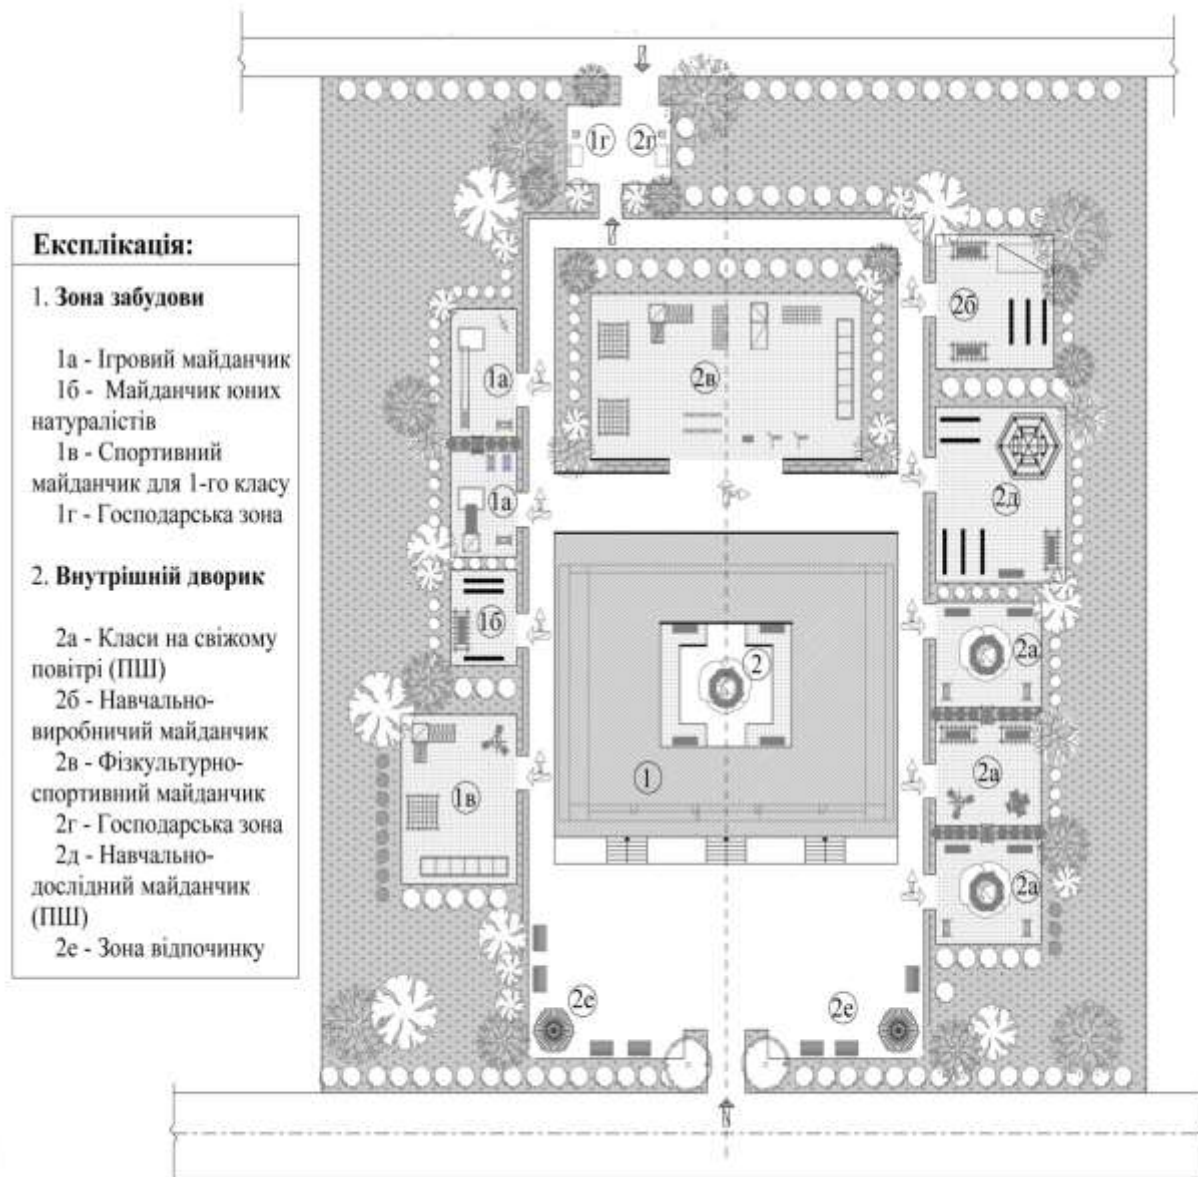 Експлікація:
1. Зона забудови
1а - Ігровий майданчик
1б - Майданчик юних
натуралістів
1в - Спортивний
майданчик для 1-го класу
1г - Господарська зона
2. Внутрішній дворик
2а - Класи на свіжому
повітрі (ПШ)
2б - Навчально-
виробничий майданчик
2в - Фізкультурно-
спортивний майданчик
2г - Господарська зона
2д - Навчально-
дослідний майданчик
(ПШ)
2е - Зона відпочинку
1г 2г
2б
1а
2в
1а
2д
1б
2
2а
1
2а
1в
2а
2е
2е